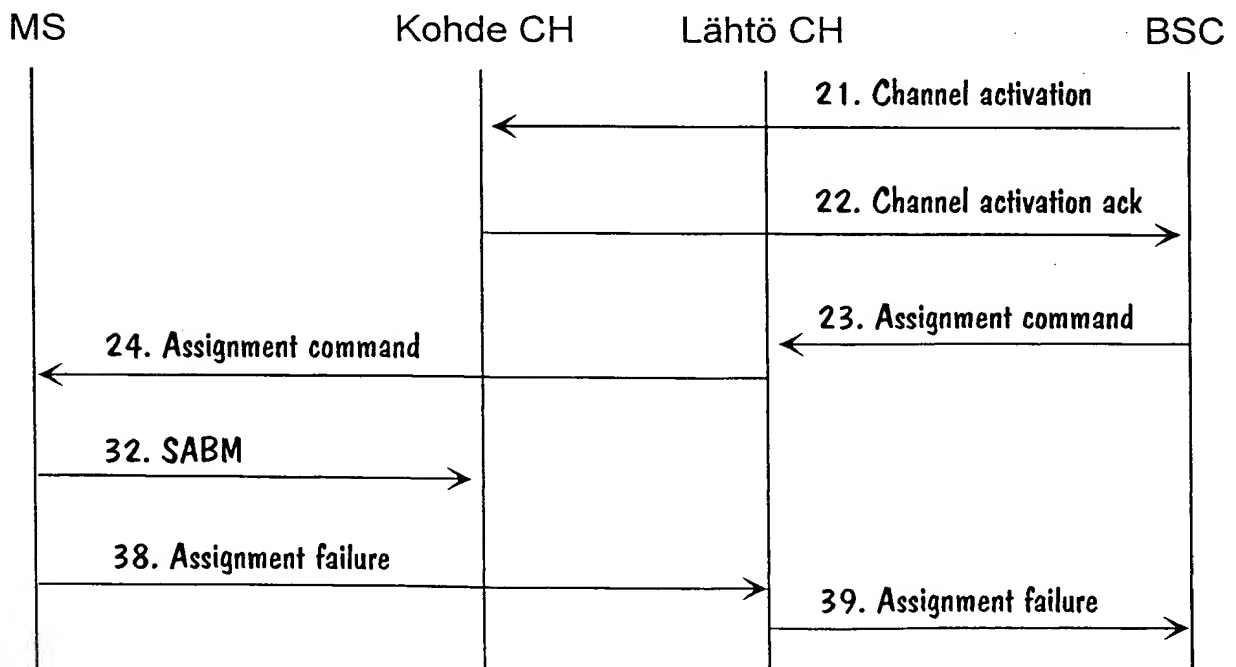 MS Kohde CH Lähtö CH BSC
21. Channel activation
22. Channel activation ack
23. Assignment command
24. Assignment command
32. SABM
38. Assignment failure
39. Assignment failure